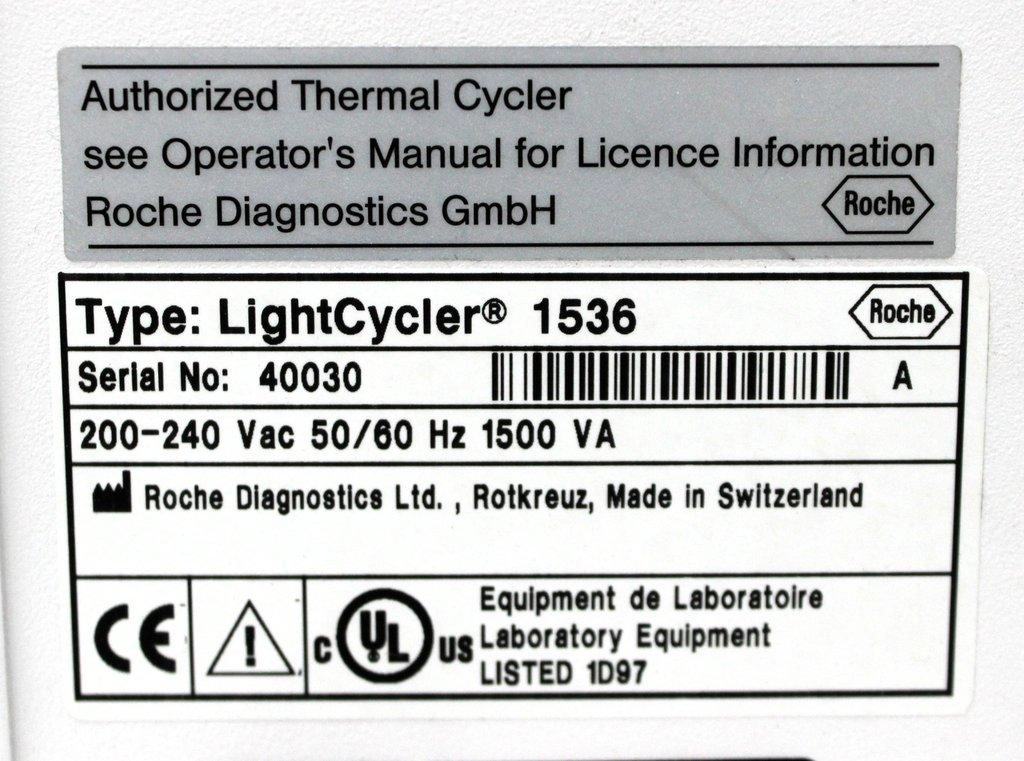 Authorized Thermal Cycler
see Operator's Manual for Licence Information
Roche Diagnostics GmbH
Roche
Type: LightCycler® 1536
Roche
Serial No: 40030
A
200-240 Vac 50/60 Hz 1500 VA
Roche Diagnostics Ltd. , Rotkreuz, Made in Switzerland
CE
!
C UL US
Equipment de Laboratoire
Laboratory Equipment
LISTED 1D97